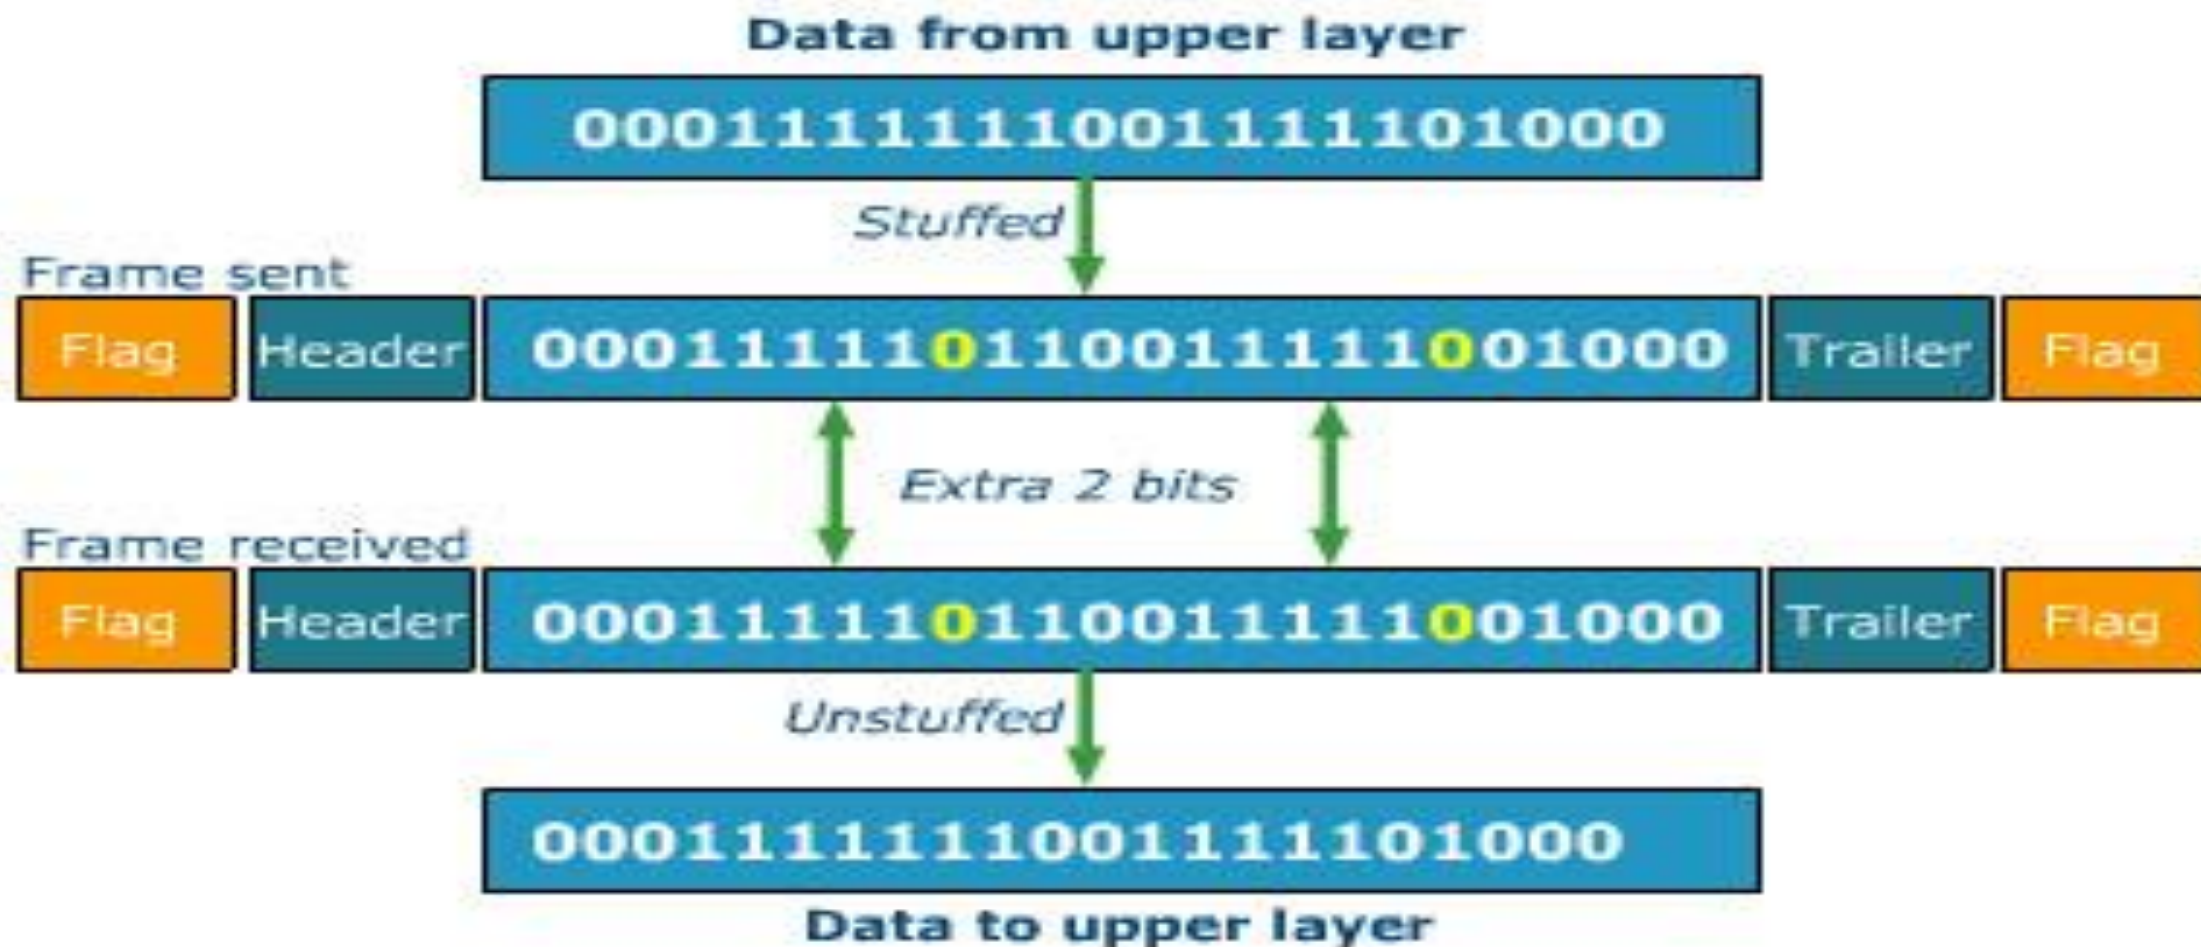 Data from upper layer
0001111111001111101000
Stuffed
Frame sent
Flag Header 000111110110011111001000 Trailer Flag
Extra 2 bits
Frame received
Flag Header 000111110110011111001000 Trailer Flag
Unstuffed
0001111111001111101000
Data to upper layer